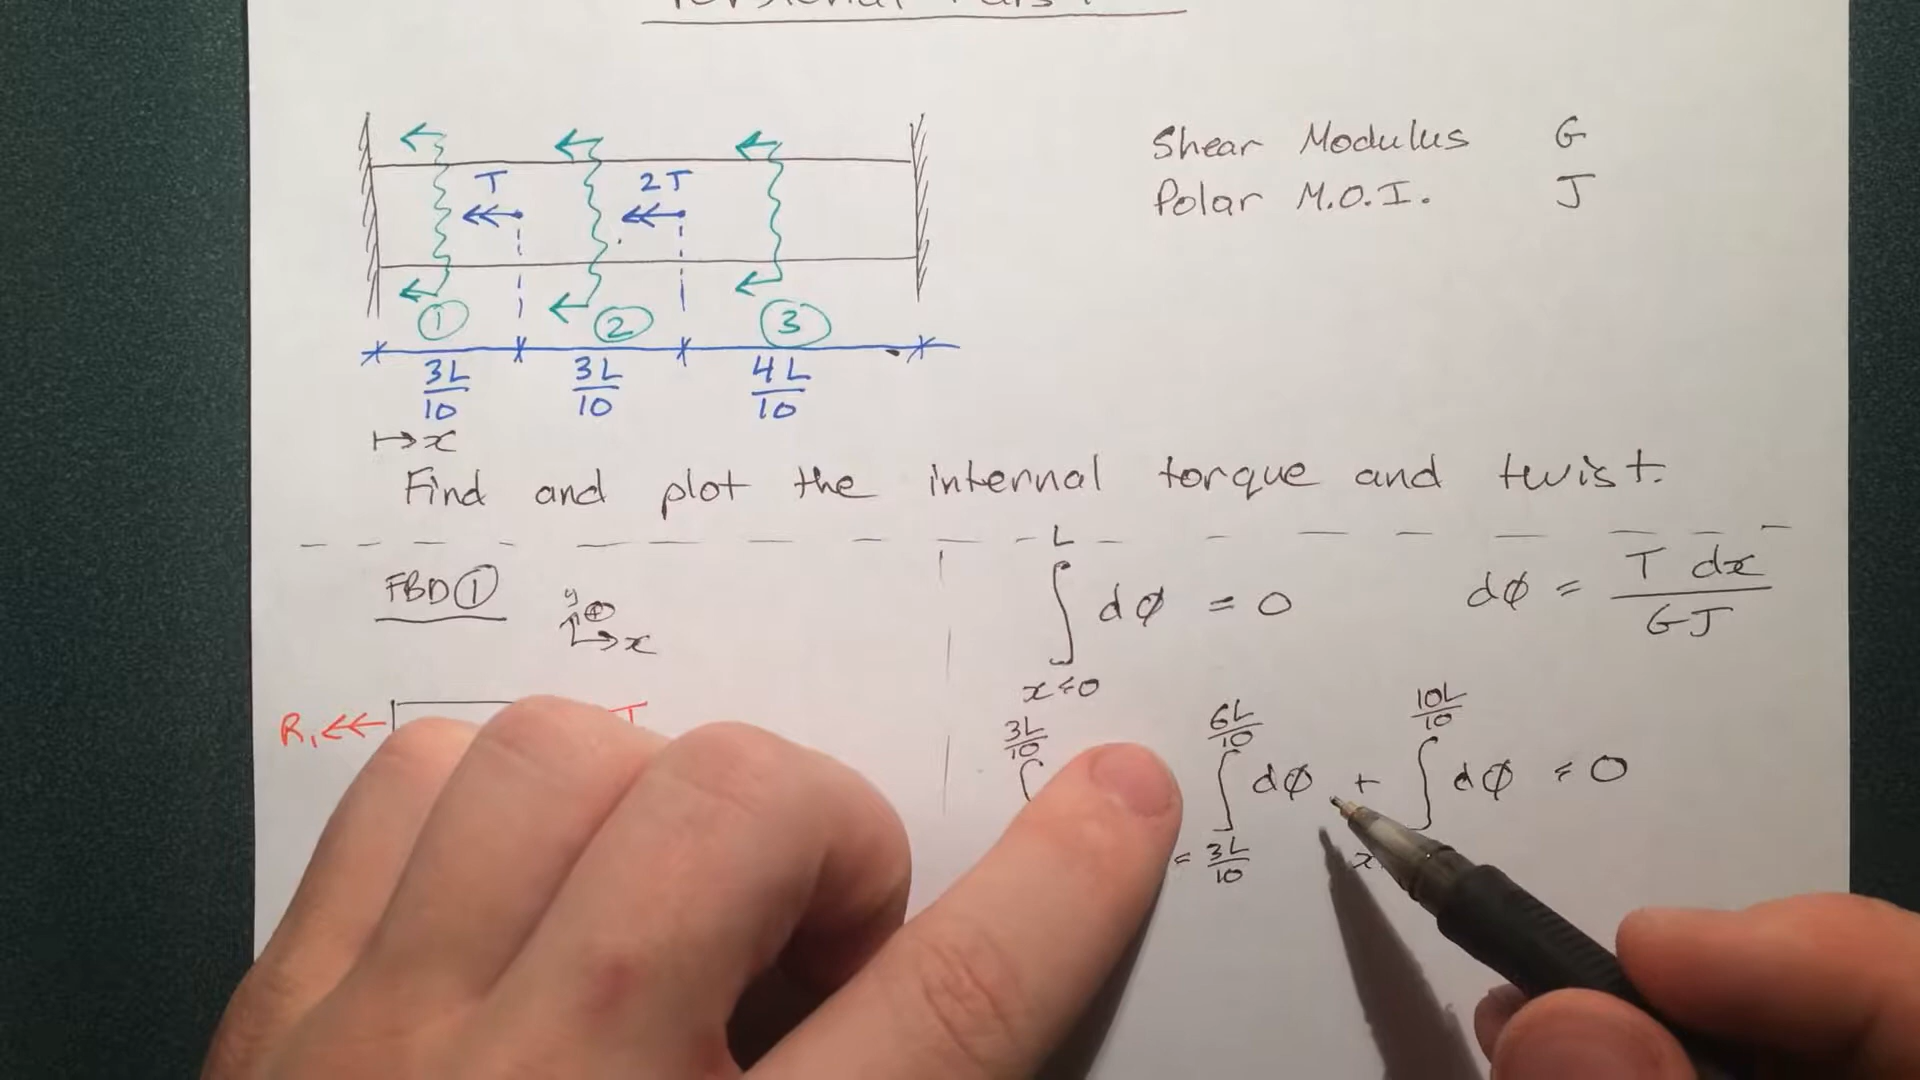 Shear Modulus G
Polar M.O.I. J
T 2T
1 2 3
3L/10 3L/10 4L/10
x
Find and plot the internal torque and twist.
FBD 1
y
x
L
∫ dφ = 0
x=0
dφ = T dx / GJ
R₁ T
3L/10 6L/10 10L/10
∫ ∫ dφ + ∫ dφ = 0
= 3L/10 x